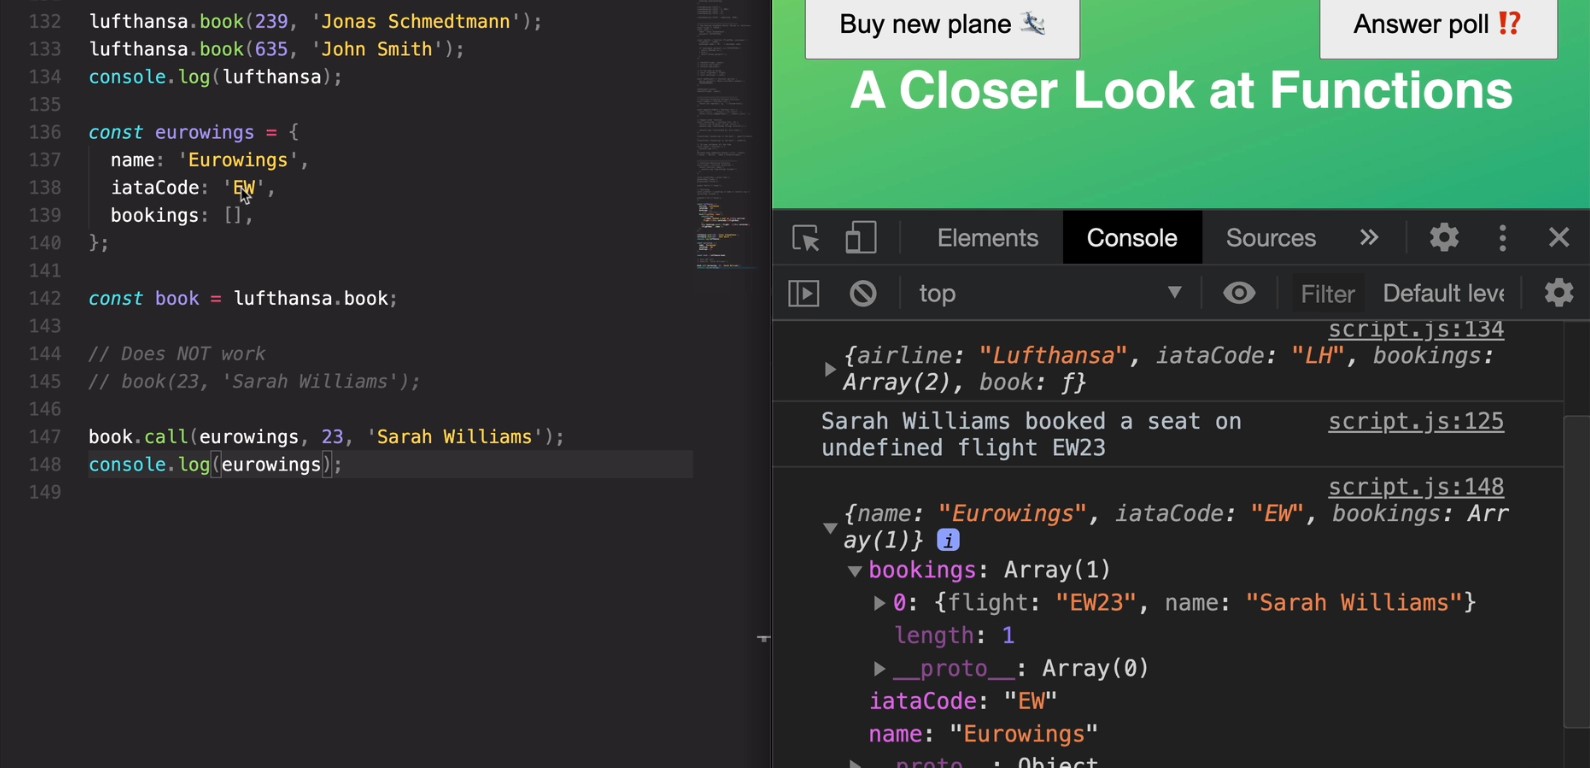 132 lufthansa.book(239, 'Jonas Schmedtmann');
133 lufthansa.book(635, 'John Smith');
134 console.log(lufthansa);
135
136 const eurowings = {
137 name: 'Eurowings',
138 iataCode: 'EW',
139 bookings: [],
140 };
141
142 const book = lufthansa.book;
143
144 // Does NOT work
145 // book(23, 'Sarah Williams');
146
147 book.call(eurowings, 23, 'Sarah Williams');
148 console.log(eurowings);
149
Buy new plane
Answer poll ⁉
A Closer Look at Functions
Elements Console Sources »
top Filter Default leve
script.js:134
{airline: "Lufthansa", iataCode: "LH", bookings:
Array(2), book: ƒ}
Sarah Williams booked a seat on script.js:125
undefined flight EW23
script.js:148
{name: "Eurowings", iataCode: "EW", bookings: Arr
ay(1)} i
bookings: Array(1)
0: {flight: "EW23", name: "Sarah Williams"}
length: 1
__proto__: Array(0)
iataCode: "EW"
name: "Eurowings"
__proto__: Object